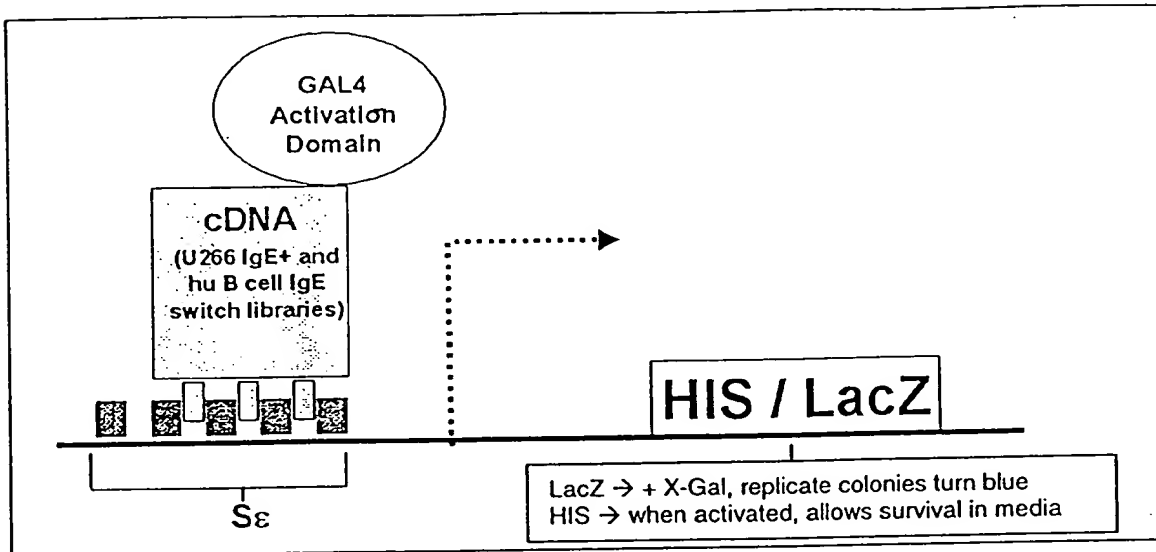 GAL4
Activation
Domain
cDNA
(U266 IgE+ and
hu B cell IgE
switch libraries)
HIS / LacZ
Sε
LacZ → + X-Gal, replicate colonies turn blue
HIS → when activated, allows survival in media